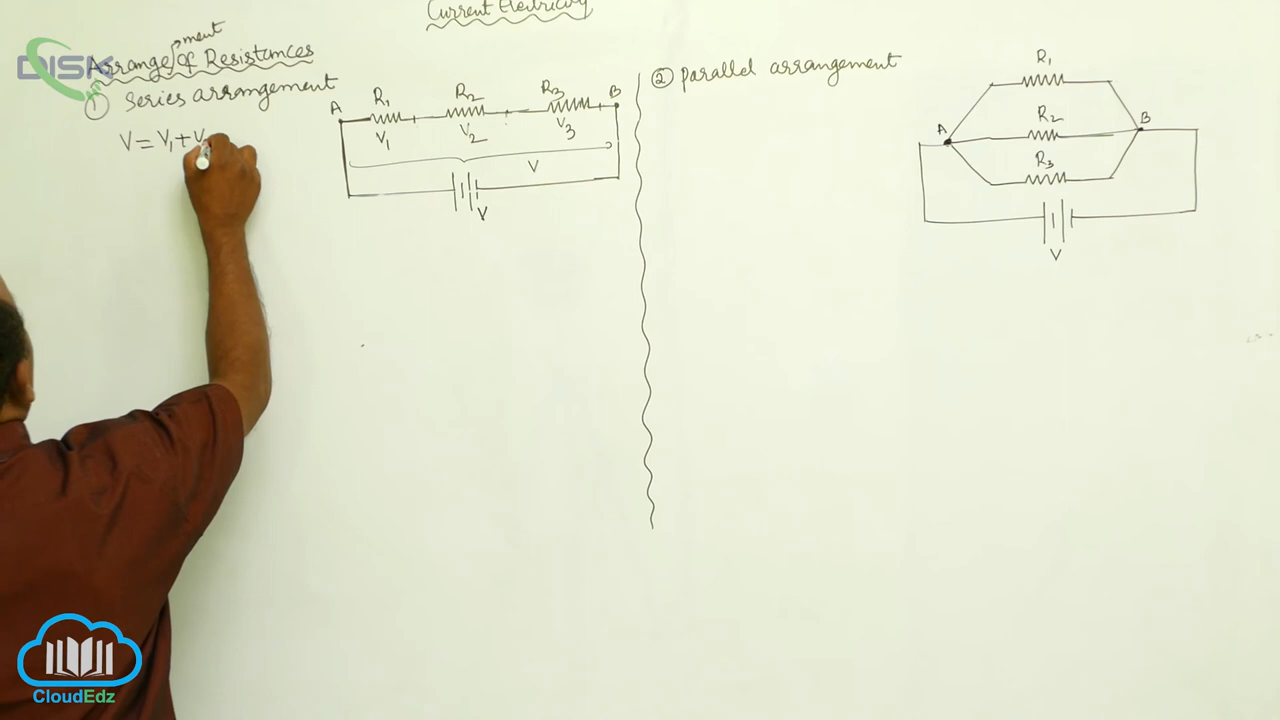 Current Electricity
Arrangement of Resistances
① Series arrangement
V = V₁ + V
A R₁ R₂ R₃ B
V₁ V₂ V₃
V
V
② parallel arrangement
R₁
A R₂ B
R₃
V
DISK
CloudEdz